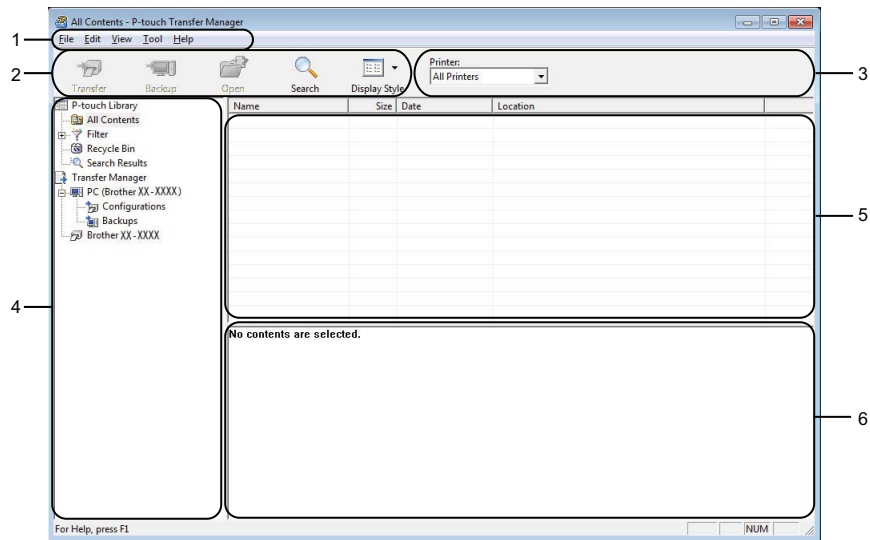 All Contents - P-touch Transfer Manager
1
File Edit View Tool Help
2
Transfer Backup Open Search Display Style
Printer:
All Printers
3
P-touch Library
All Contents
Filter
Recycle Bin
Search Results
Transfer Manager
PC (Brother XX-XXXX)
Configurations
Backups
Brother XX-XXXX
4
Name Size Date Location
5
No contents are selected.
6
For Help, press F1
NUM